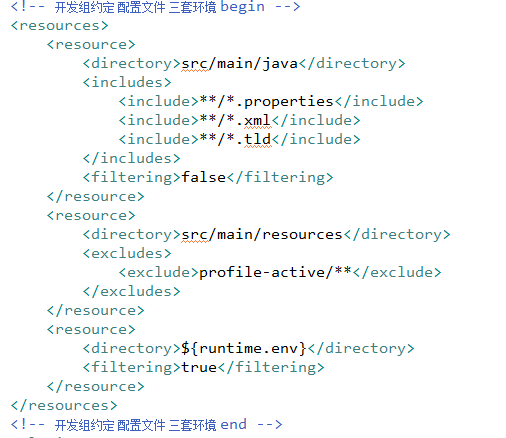 <!-- 开发组约定 配置文件 三套环境 begin -->
<resources>
<resource>
<directory>src/main/java</directory>
<includes>
<include>**/*.properties</include>
<include>**/*.xml</include>
<include>**/*.tld</include>
</includes>
<filtering>false</filtering>
</resource>
<resource>
<directory>src/main/resources</directory>
<excludes>
<exclude>profile-active/**</exclude>
</excludes>
</resource>
<resource>
<directory>${runtime.env}</directory>
<filtering>true</filtering>
</resource>
</resources>
<!-- 开发组约定 配置文件 三套环境 end -->